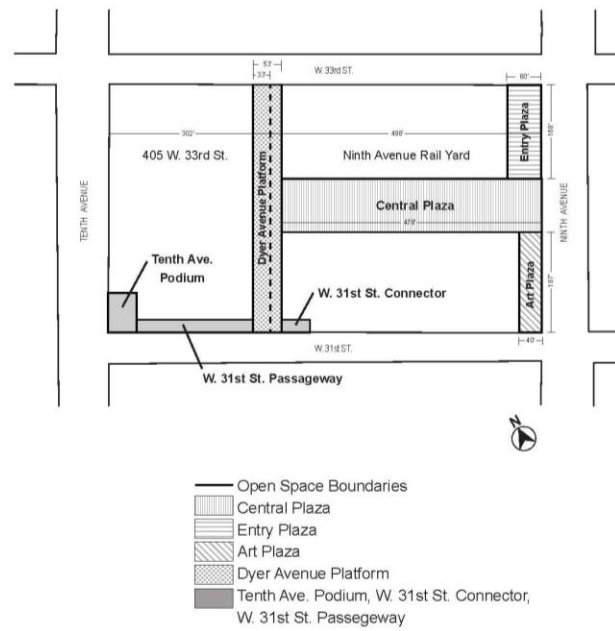 53'
33'
W. 33rd ST.
60'
302'
498'
405 W. 33rd St.
Ninth Avenue Rail Yard
Entry Plaza
Dyer Avenue Platform
Central Plaza
478'
TENTH AVENUE
NINTH AVENUE
Tenth Ave.
Podium
W. 31st St. Connector
Art Plaza
157'
W. 31st ST.
40'
W. 31st St. Passageway
N
Open Space Boundaries
Central Plaza
Entry Plaza
Art Plaza
Dyer Avenue Platform
Tenth Ave. Podium, W. 31st St. Connector,
W. 31st St. Passegeway